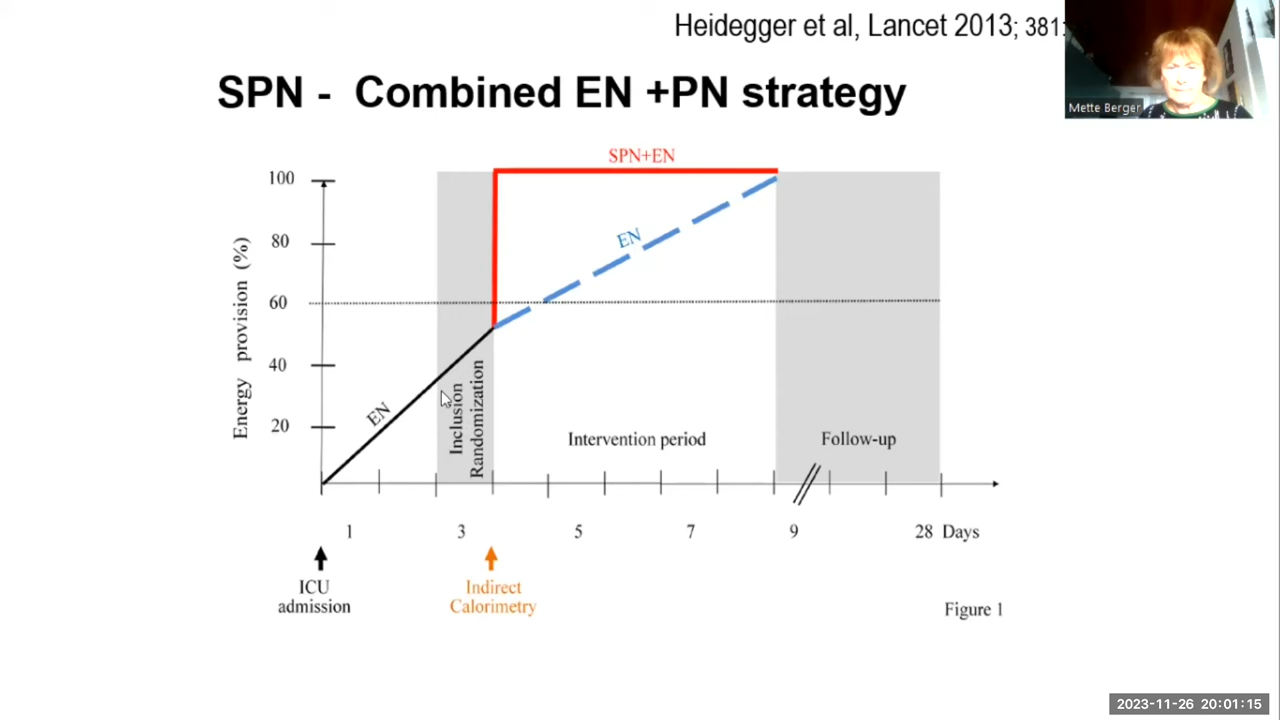 Heidegger et al, Lancet 2013; 381:
Mette Berger
SPN - Combined EN +PN strategy
SPN+EN
100
80
60
40
20
Energy provision (%)
EN
EN
Inclusion
Randomization
Intervention period
Follow-up
1 3 5 7 9 28 Days
ICU
admission
Indirect
Calorimetry
Figure 1
2023-11-26 20:01:15